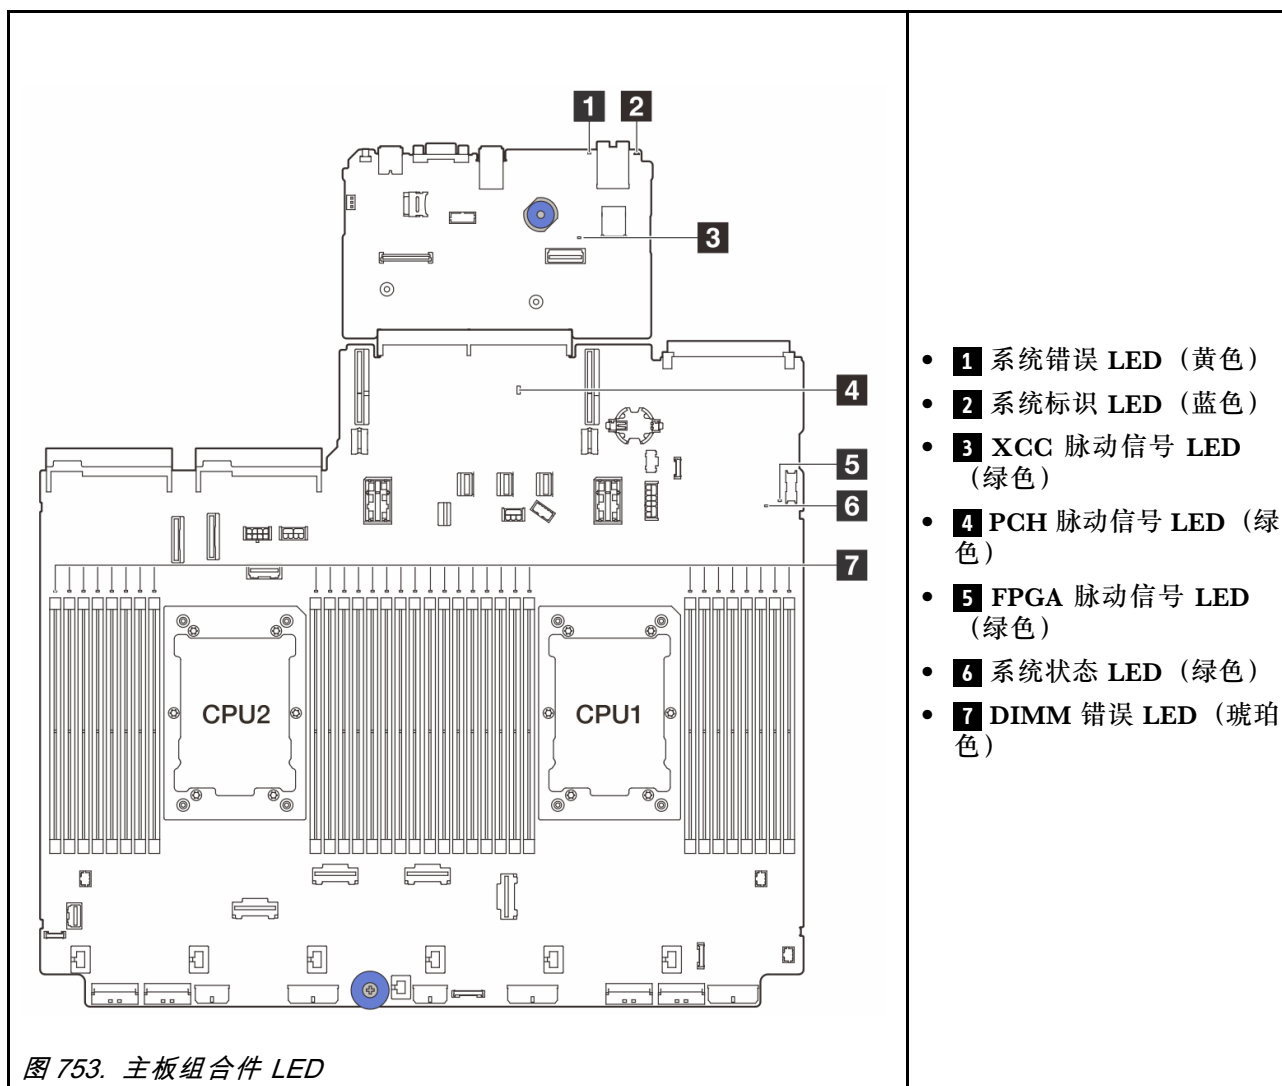 1 2
3
4
5
6
7
CPU2 CPU1
图 753. 主板组合件 LED
• 1 系统错误 LED（黄色）
• 2 系统标识 LED（蓝色）
• 3 XCC 脉动信号 LED
（绿色）
• 4 PCH 脉动信号 LED（绿
色）
• 5 FPGA 脉动信号 LED
（绿色）
• 6 系统状态 LED（绿色）
• 7 DIMM 错误 LED（琥珀
色）